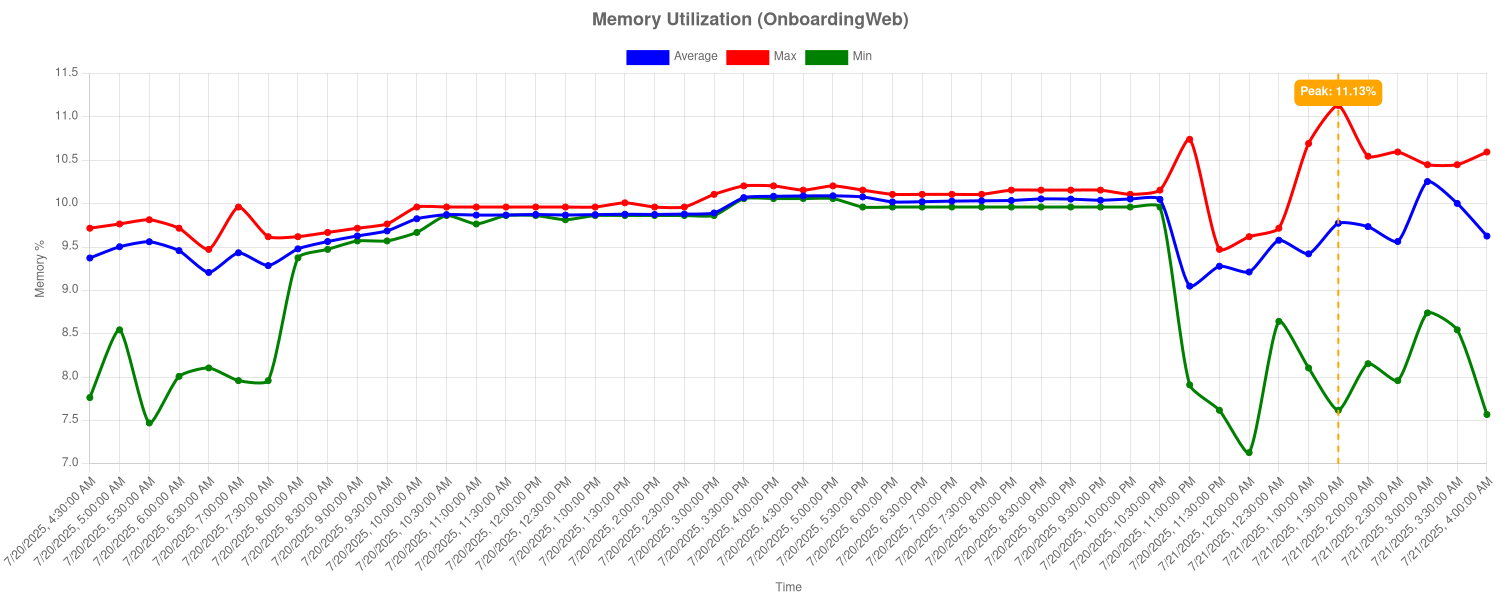 Memory Utilization (OnboardingWeb)
Average Max Min
Peak: 11.13%
11.5
11.0
10.5
10.0
9.5
9.0
8.5
8.0
7.5
7.0
Memory %
7/20/2025, 4:30:00 AM
7/20/2025, 5:00:00 AM
7/20/2025, 5:30:00 AM
7/20/2025, 6:00:00 AM
7/20/2025, 6:30:00 AM
7/20/2025, 7:00:00 AM
7/20/2025, 7:30:00 AM
7/20/2025, 8:00:00 AM
7/20/2025, 8:30:00 AM
7/20/2025, 9:00:00 AM
7/20/2025, 9:30:00 AM
7/20/2025, 10:00:00 AM
7/20/2025, 10:30:00 AM
7/20/2025, 11:00:00 AM
7/20/2025, 11:30:00 AM
7/20/2025, 12:00:00 PM
7/20/2025, 12:30:00 PM
7/20/2025, 1:00:00 PM
7/20/2025, 1:30:00 PM
7/20/2025, 2:00:00 PM
7/20/2025, 2:30:00 PM
7/20/2025, 3:00:00 PM
7/20/2025, 3:30:00 PM
7/20/2025, 4:00:00 PM
7/20/2025, 4:30:00 PM
7/20/2025, 5:00:00 PM
7/20/2025, 5:30:00 PM
7/20/2025, 6:00:00 PM
7/20/2025, 6:30:00 PM
7/20/2025, 7:00:00 PM
7/20/2025, 7:30:00 PM
7/20/2025, 8:00:00 PM
7/20/2025, 8:30:00 PM
7/20/2025, 9:00:00 PM
7/20/2025, 9:30:00 PM
7/20/2025, 10:00:00 PM
7/20/2025, 10:30:00 PM
7/20/2025, 11:00:00 PM
7/20/2025, 11:30:00 PM
7/21/2025, 12:00:00 AM
7/21/2025, 12:30:00 AM
7/21/2025, 1:00:00 AM
7/21/2025, 1:30:00 AM
7/21/2025, 2:00:00 AM
7/21/2025, 2:30:00 AM
7/21/2025, 3:00:00 AM
7/21/2025, 3:30:00 AM
7/21/2025, 4:00:00 AM
Time